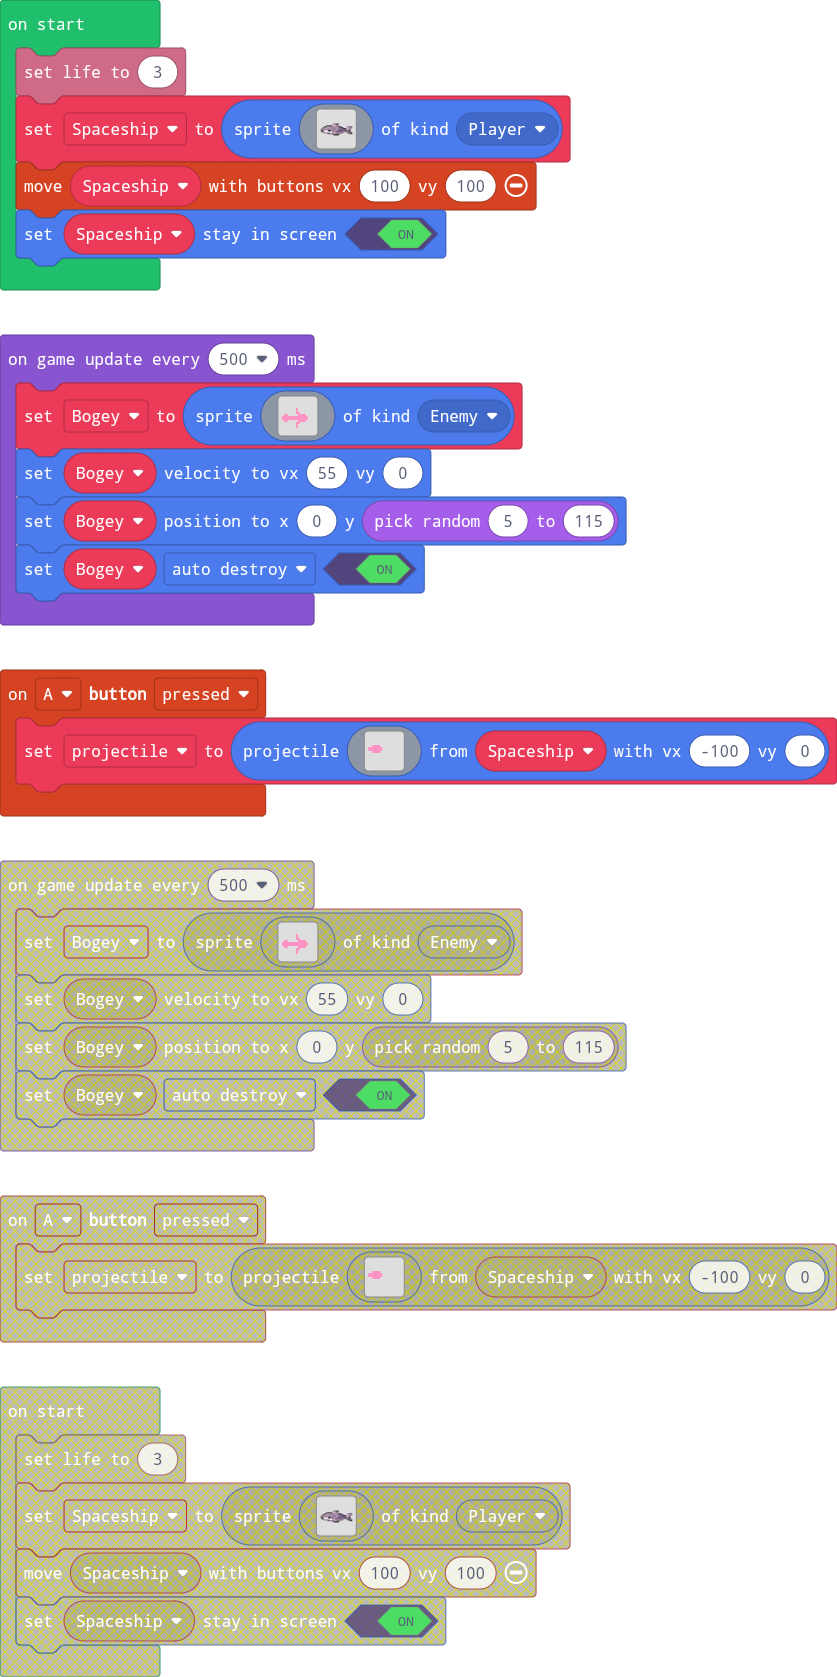 on start
set life to 3
set Spaceship to sprite of kind Player
move Spaceship with buttons vx 100 vy 100
set Spaceship stay in screen ON
on game update every 500 ms
set Bogey to sprite of kind Enemy
set Bogey velocity to vx 55 vy 0
set Bogey position to x 0 y pick random 5 to 115
set Bogey auto destroy ON
on A button pressed
set projectile to projectile from Spaceship with vx -100 vy 0
on game update every 500 ms
set Bogey to sprite of kind Enemy
set Bogey velocity to vx 55 vy 0
set Bogey position to x 0 y pick random 5 to 115
set Bogey auto destroy ON
on A button pressed
set projectile to projectile from Spaceship with vx -100 vy 0
on start
set life to 3
set Spaceship to sprite of kind Player
move Spaceship with buttons vx 100 vy 100
set Spaceship stay in screen ON